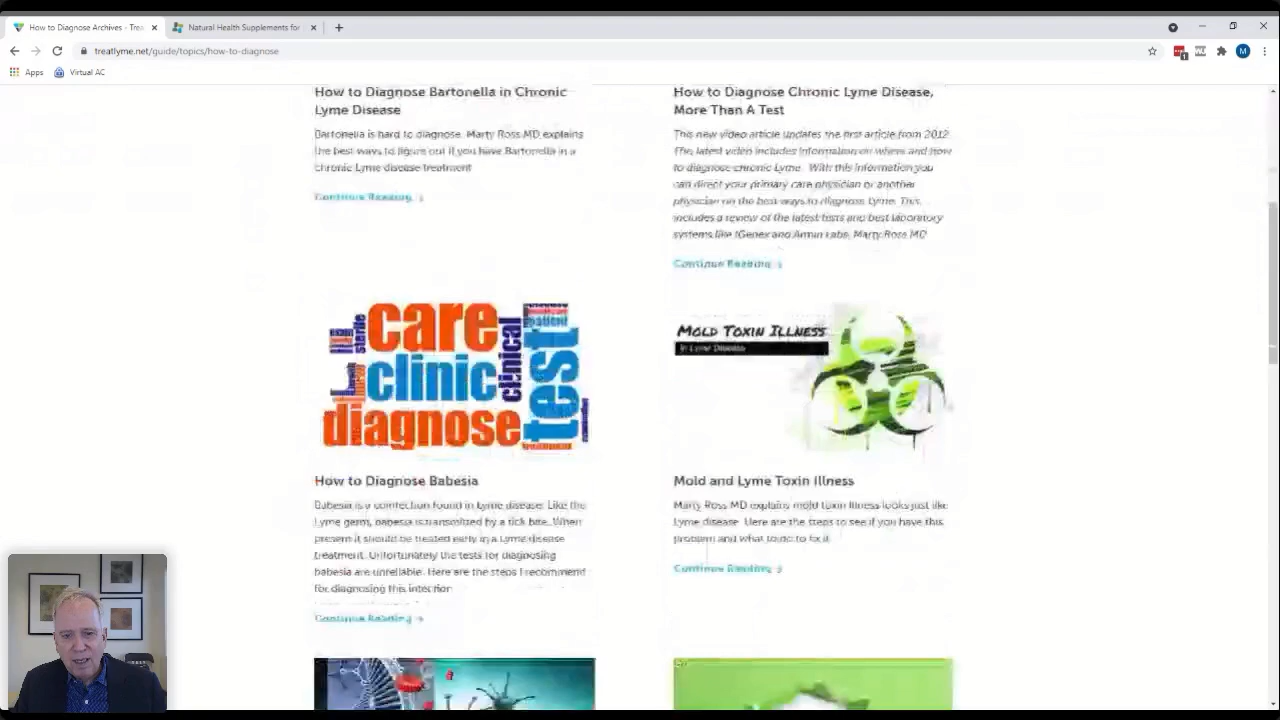 How to Diagnose Archives - Trea
Natural Health Supplements for
treatlyme.net/guide/topics/how-to-diagnose
1
M
Apps
Virtual AC
How to Diagnose Bartonella in Chronic
Lyme Disease
Bartonella is hard to diagnose. Marty Ross MD explains
the best ways to figure out if you have Bartonella in a
chronic Lyme disease treatment
Continue Reading
How to Diagnose Chronic Lyme Disease,
More Than A Test
This new video article updates the first article from 2012.
The latest video includes information on where and how
to diagnose chronic Lyme. With this information you
can direct your primary care physician or another
physician on the best ways to diagnose Lyme. This
includes a review of the latest tests and best laboratory
systems like IGenex and Armin Labs. Marty Ross MD
Continue Reading
care
clinic
diagnose
clinical
test
sterile
patient
How to Diagnose Babesia
Babesia is a coinfection found in Lyme disease. Like the
Lyme germ, babesia is transmitted by a tick bite. When
present it should be treated early in a Lyme disease
treatment. Unfortunately the tests for diagnosing
babesia are unreliable. Here are the steps I recommend
for diagnosing this infection
Continue Reading
MOLD TOXIN ILLNESS
in Lyme Disease
Mold and Lyme Toxin Illness
Marty Ross MD explains mold toxin illness looks just like
Lyme disease. Here are the steps to see if you have this
problem and what to do to fix it
Continue Reading